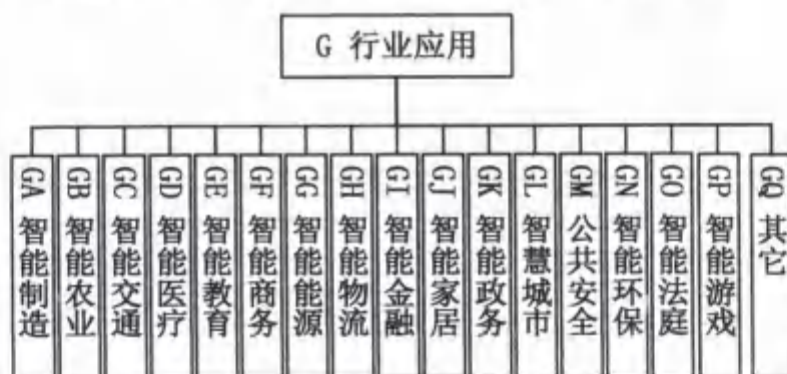 G 行业应用
GA 智能制造
GB 智能农业
GC 智能交通
GD 智能医疗
GE 智能教育
GF 智能商务
GG 智能能源
GH 智能物流
GI 智能金融
GJ 智能家居
GK 智能政务
GL 智慧城市
GM 公共安全
GN 智能环保
GO 智能法庭
GP 智能游戏
GQ 其它